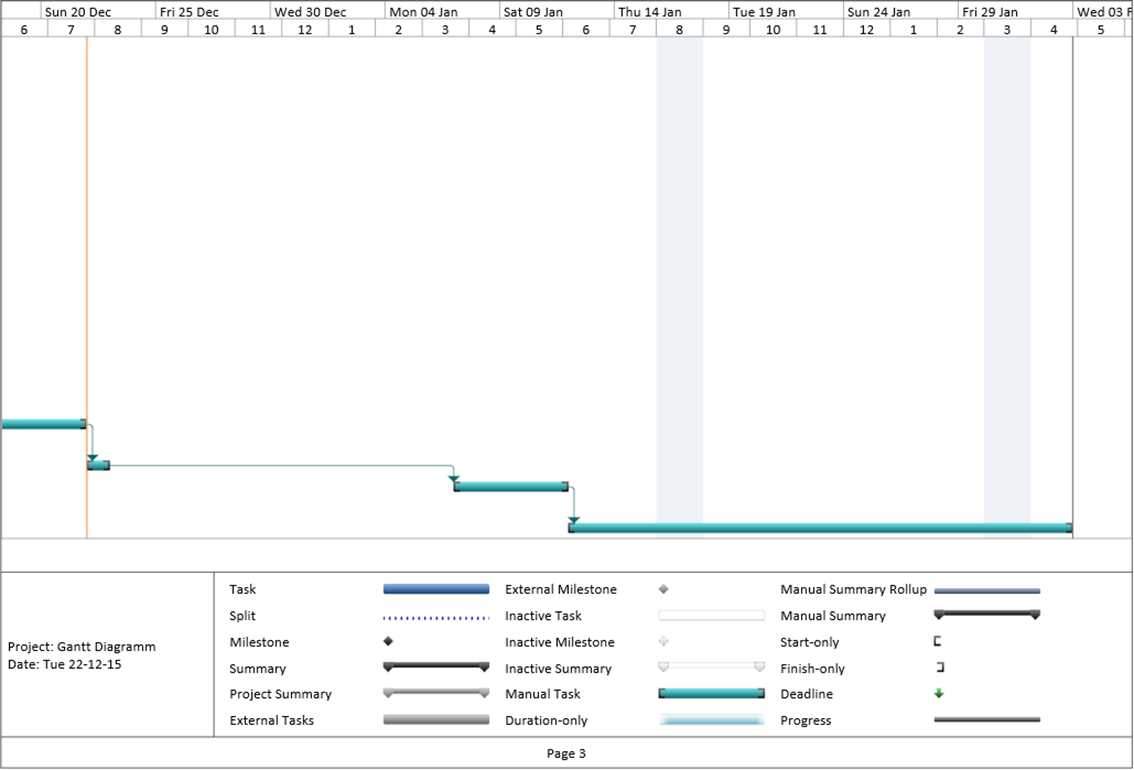 Sun 20 Dec Fri 25 Dec Wed 30 Dec Mon 04 Jan Sat 09 Jan Thu 14 Jan Tue 19 Jan Sun 24 Jan Fri 29 Jan Wed 03 F
6 7 8 9 10 11 12 1 2 3 4 5 6 7 8 9 10 11 12 1 2 3 4 5
Task External Milestone Manual Summary Rollup
Split Inactive Task Manual Summary
Milestone Inactive Milestone Start-only
Project: Gantt Diagramm
Date: Tue 22-12-15
Summary Inactive Summary Finish-only
Project Summary Manual Task Deadline
External Tasks Duration-only Progress
Page 3